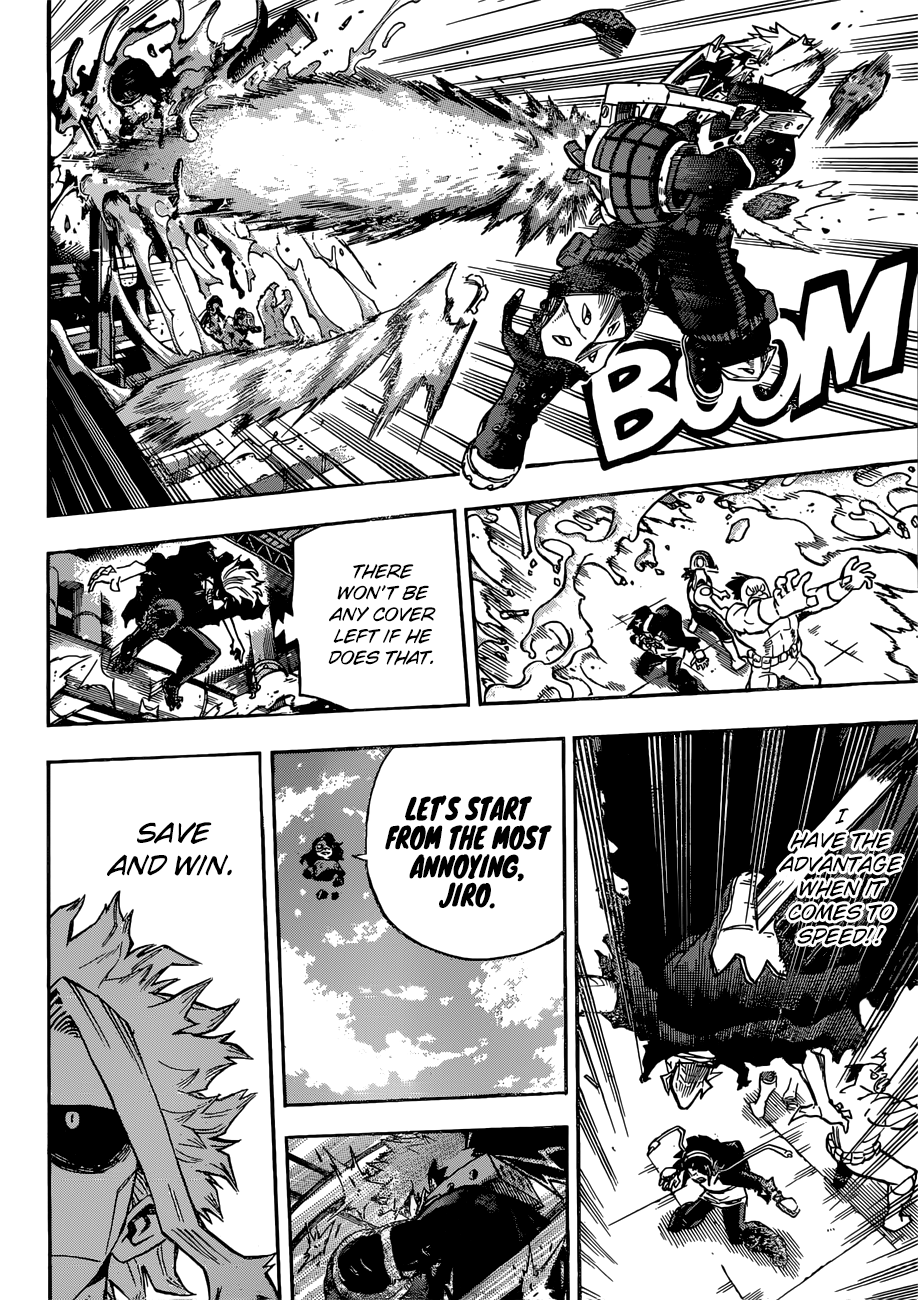 BOOM
THERE
WON'T BE
ANY COVER
LEFT IF HE
DOES THAT.
I
HAVE THE
ADVANTAGE
WHEN IT
COMES TO
SPEED!!
LET'S START
FROM THE MOST
ANNOYING,
JIRO.
SAVE
AND WIN.